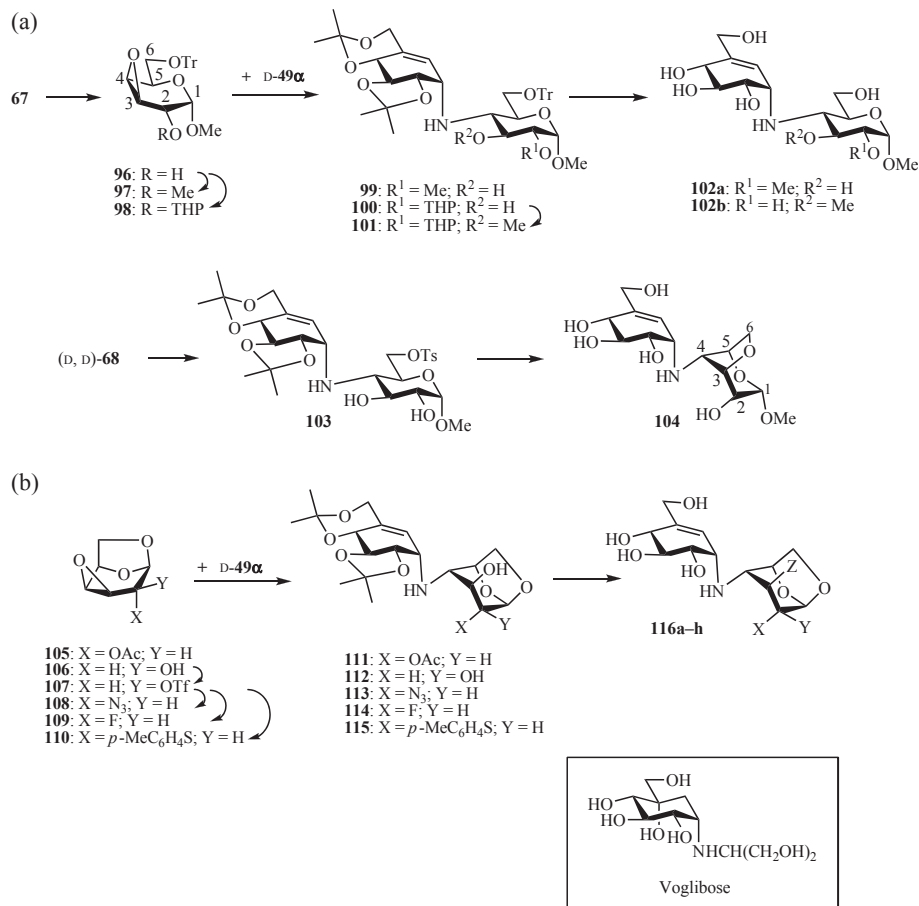 (a)
67
+ D-49α
O
6
OTr
4
5
O
1
3
2
RO
OMe
96: R = H
97: R = Me
98: R = THP
O
O
O
O
HN
OTr
O
R²O
R¹O
OMe
99: R¹ = Me; R² = H
100: R¹ = THP; R² = H
101: R¹ = THP; R² = Me
OH
HO
HO
HO
HN
OH
O
R²O
R¹O
OMe
102a: R¹ = Me; R² = H
102b: R¹ = H; R² = Me
(D, D)-68
O
O
O
O
HN
OTs
O
HO
HO
OMe
103
OH
HO
HO
HO
HN
6
5
4
O
O
3
1
2
HO
OMe
104
(b)
O
O
O
Y
X
+ D-49α
105: X = OAc; Y = H
106: X = H; Y = OH
107: X = H; Y = OTf
108: X = N₃; Y = H
109: X = F; Y = H
110: X = p-MeC₆H₄S; Y = H
O
O
O
O
HN
OH
O
O
X
Y
111: X = OAc; Y = H
112: X = H; Y = OH
113: X = N₃; Y = H
114: X = F; Y = H
115: X = p-MeC₆H₄S; Y = H
OH
HO
HO
HO
HN
Z
O
O
X
Y
116a–h
OH
HO
HO
HO
HO
NHCH(CH₂OH)₂
Voglibose